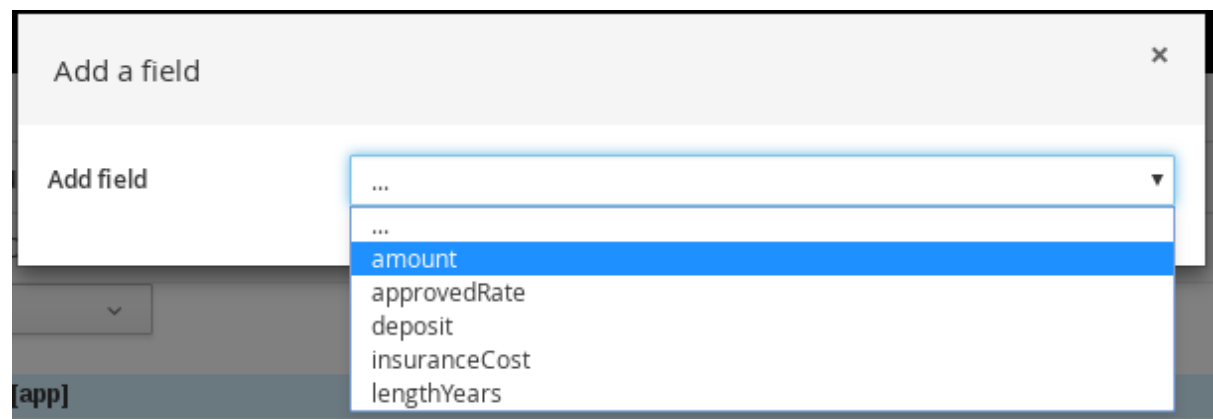 Add a field
×
Add field
...
...
amount
approvedRate
deposit
insuranceCost
lengthYears
[app]